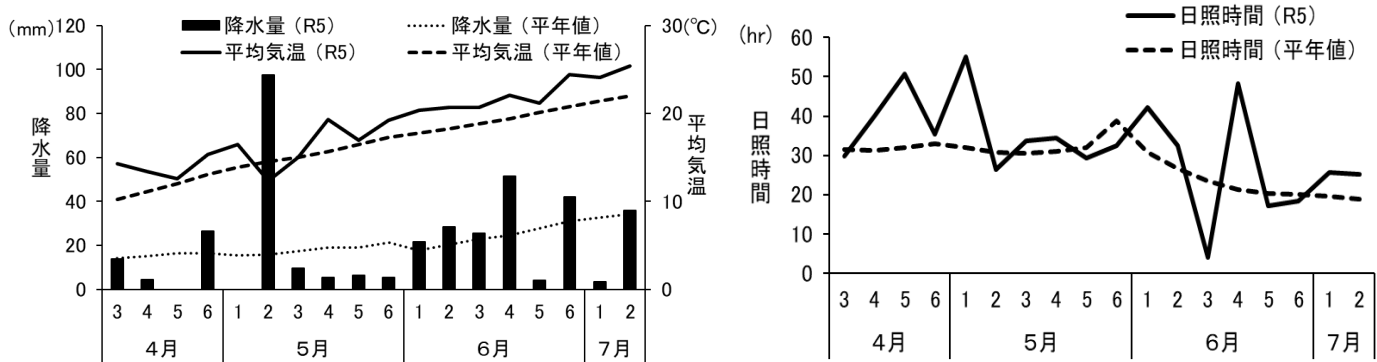 (mm) 120 降水量（R5） 降水量（平年値） 30(℃)
平均気温（R5） 平均気温（平年値）
100
80 20
60
40 10
20
0 0
降水量
平均気温
3 4 5 6 1 2 3 4 5 6 1 2 3 4 5 6 1 2
4月 5月 6月 7月
日照時間（R5）
日照時間（平年値）
(hr) 60
50
40
30
20
10
0
日照時間
3 4 5 6 1 2 3 4 5 6 1 2 3 4 5 6 1 2
4月 5月 6月 7月